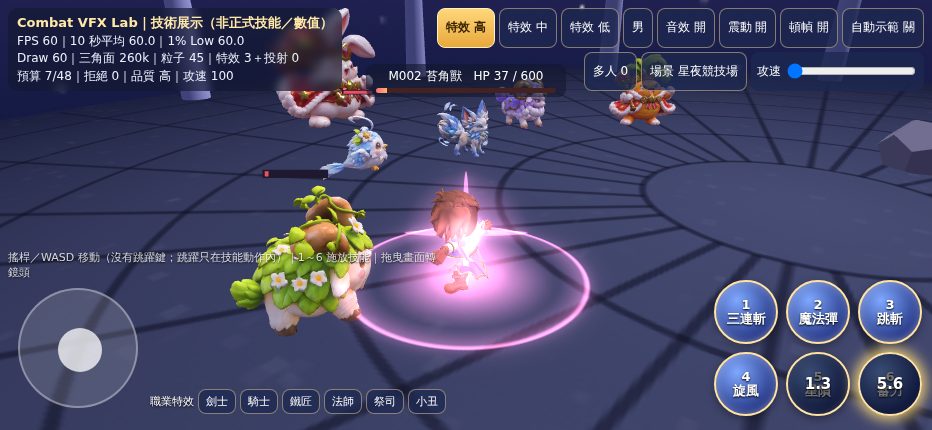 Combat VFX Lab｜技術展示（非正式技能／數值）
FPS 60｜10 秒平均 60.0｜1% Low 60.0
Draw 60｜三角面 260k｜粒子 45｜特效 3＋投射 0
預算 7/48｜拒絕 0｜品質 高｜攻速 100
特效 高
特效 中
特效 低
男
音效 開
震動 開
頓幀 開
自動示範 關
多人 0
場景 星夜競技場
攻速
M002 苔角獸 HP 37 / 600
搖桿／WASD 移動（沒有跳躍鍵；跳躍只在技能動作內）｜1～6 施放技能｜拖曳畫面轉
鏡頭
1
三連斬
2
魔法彈
3
跳斬
4
旋風
5
1.3
星隕
6
5.6
蓄力
職業特效
劍士
騎士
鐵匠
法師
祭司
小丑